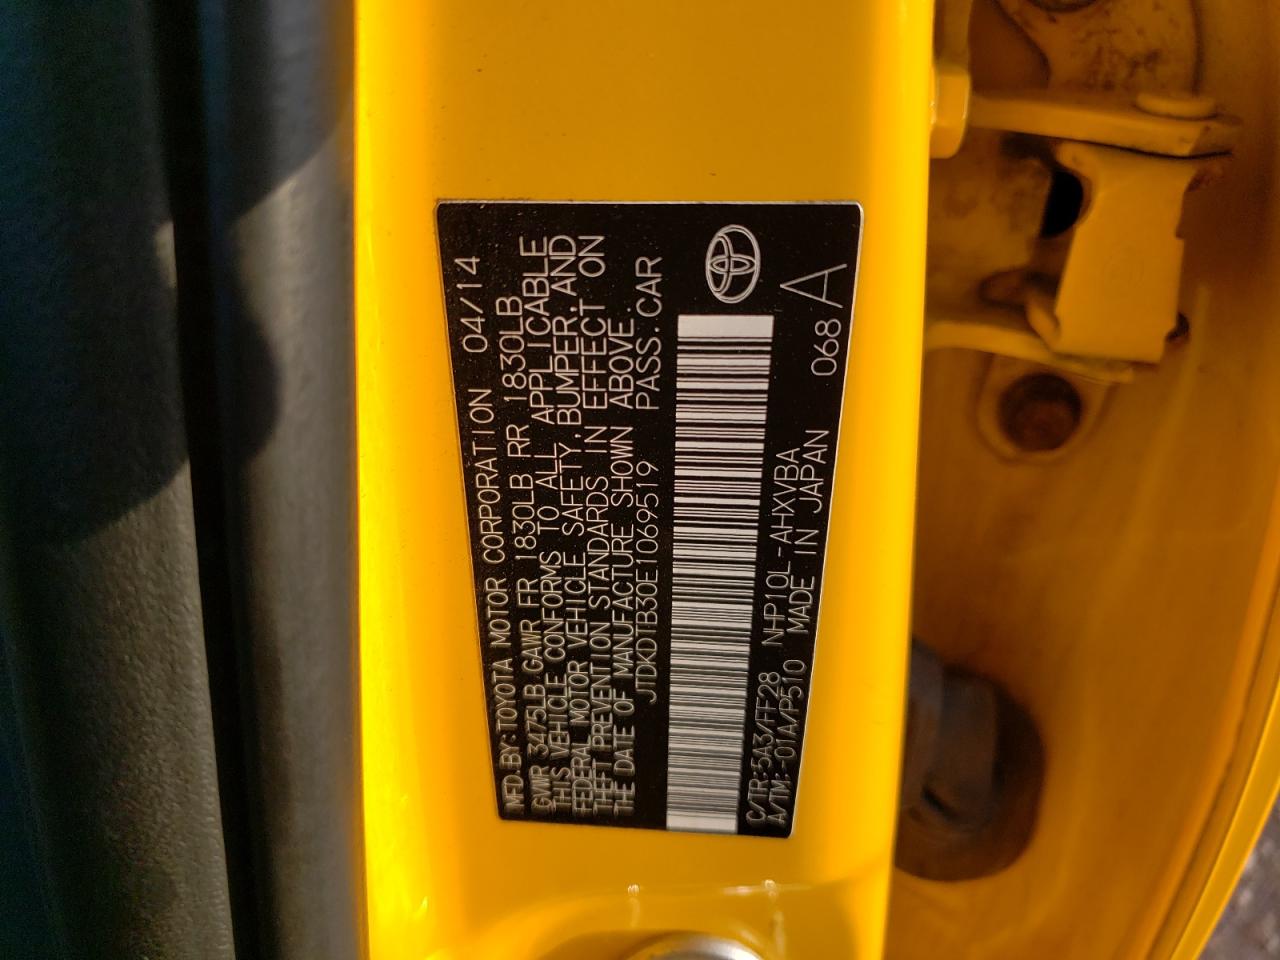 MFD. BY: TOYOTA MOTOR CORPORATION 04/14
GVWR 3475LB GAWR FR 1830LB RR 1830LB
THIS VEHICLE CONFORMS TO ALL APPLICABLE
FEDERAL MOTOR VEHICLE SAFETY, BUMPER, AND
THEFT PREVENTION STANDARDS IN EFFECT ON
THE DATE OF MANUFACTURE SHOWN ABOVE.
JTDKDTB30E1069519 PASS. CAR
C/TR: 5A3/FF28 NHP10L-AHXVBA 068 A
A/TM: -01A/P510 MADE IN JAPAN